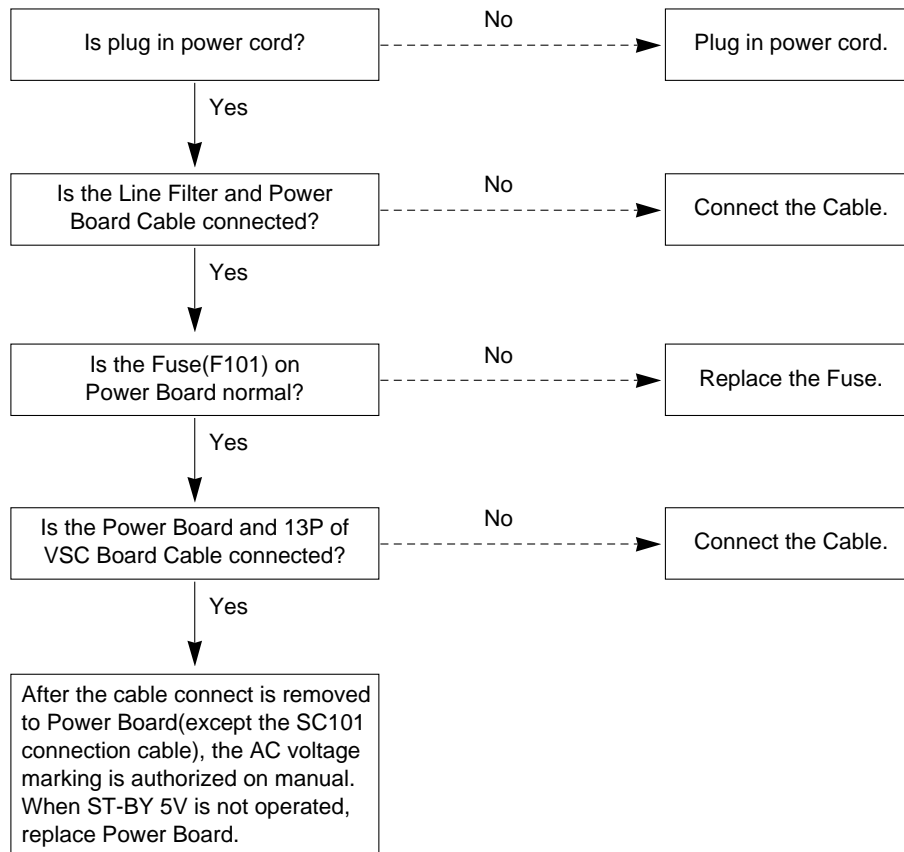 Is plug in power cord?
No
Plug in power cord.
Yes
Is the Line Filter and Power
Board Cable connected?
No
Connect the Cable.
Yes
Is the Fuse(F101) on
Power Board normal?
No
Replace the Fuse.
Yes
Is the Power Board and 13P of
VSC Board Cable connected?
No
Connect the Cable.
Yes
After the cable connect is removed
to Power Board(except the SC101
connection cable), the AC voltage
marking is authorized on manual.
When ST-BY 5V is not operated,
replace Power Board.